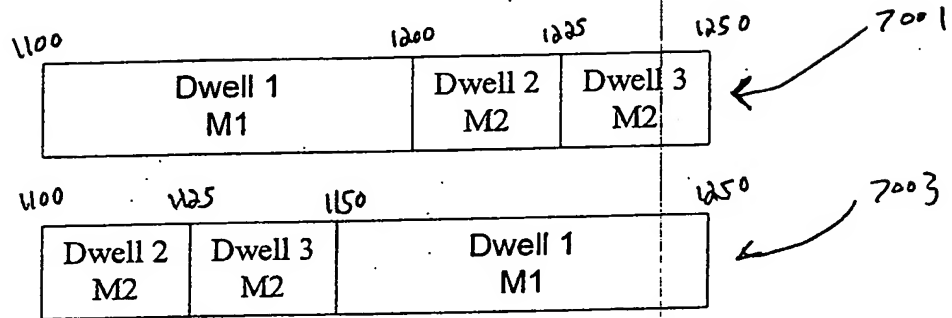 1100 1200 1225 1250 7001
Dwell 1 Dwell 2 Dwell 3
M1 M2 M2
1100 1125 1150 1250 7003
Dwell 2 Dwell 3 Dwell 1
M2 M2 M1